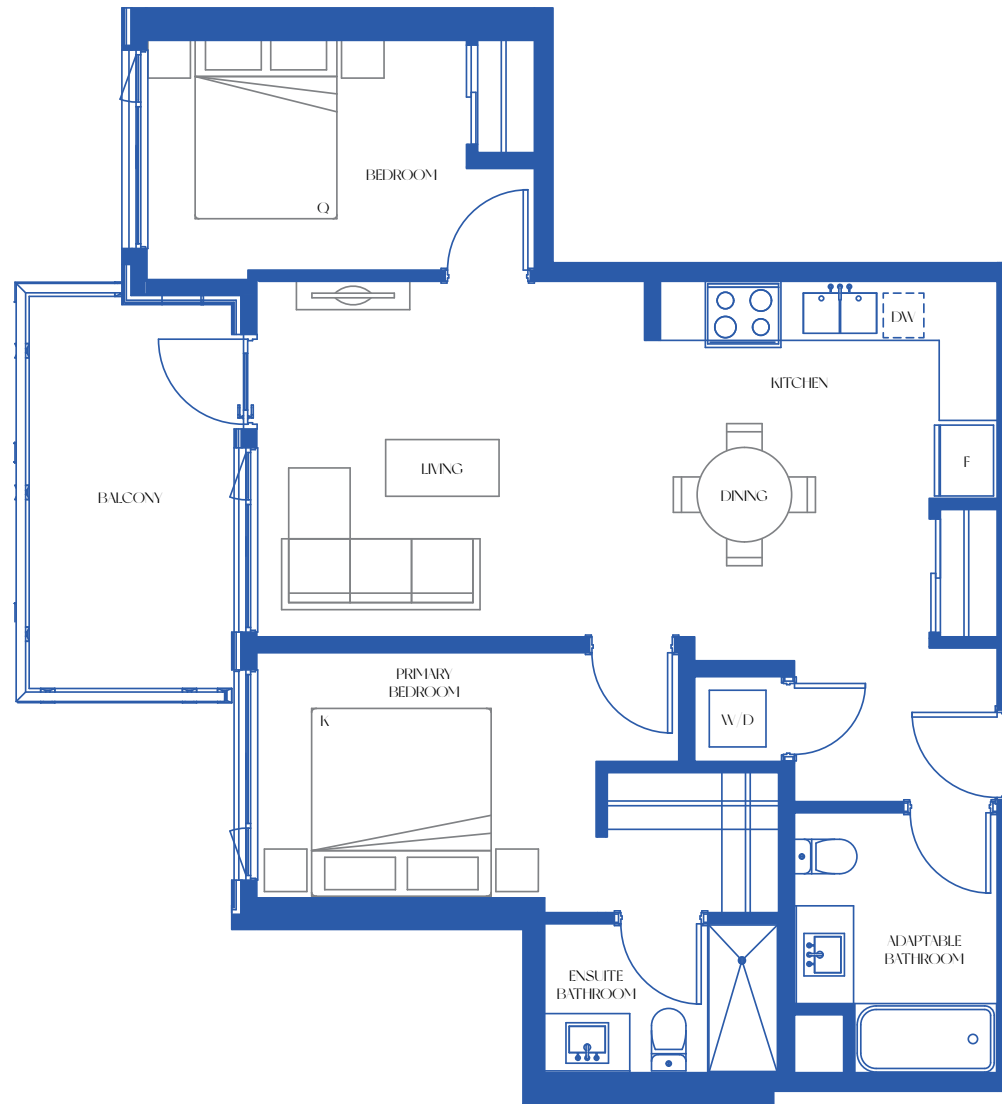 BEDROOM
Q
DW
KITCHEN
LIVING
F
DINING
BALCONY
PRIMARY
BEDROOM
K
W/D
ADAPTABLE
BATHROOM
ENSUITE
BATHROOM